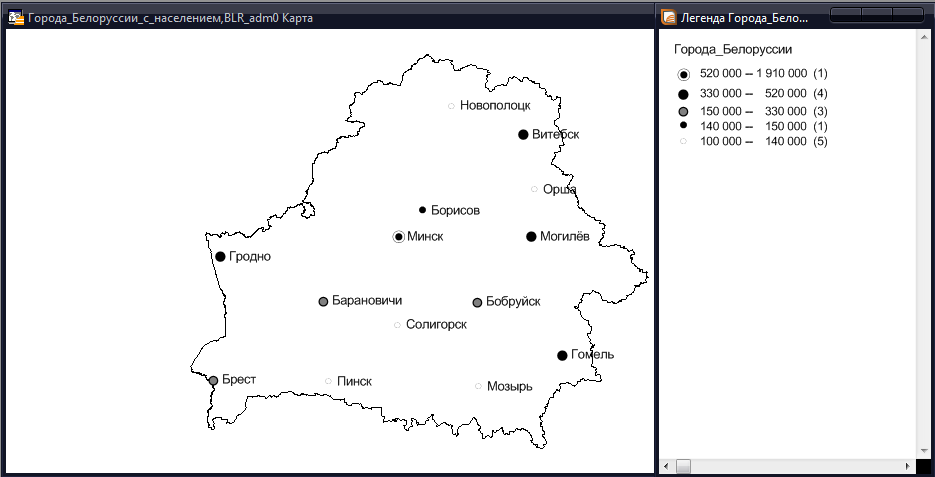 Города_Белоруссии_с_населением,BLR_adm0 Карта
Новополоцк
Витебск
Орша
Борисов
Минск
Могилёв
Гродно
Барановичи
Бобруйск
Солигорск
Гомель
Брест
Пинск
Мозырь
Легенда Города_Бело...
Города_Белоруссии
520 000 – 1 910 000 (1)
330 000 – 520 000 (4)
150 000 – 330 000 (3)
140 000 – 150 000 (1)
100 000 – 140 000 (5)